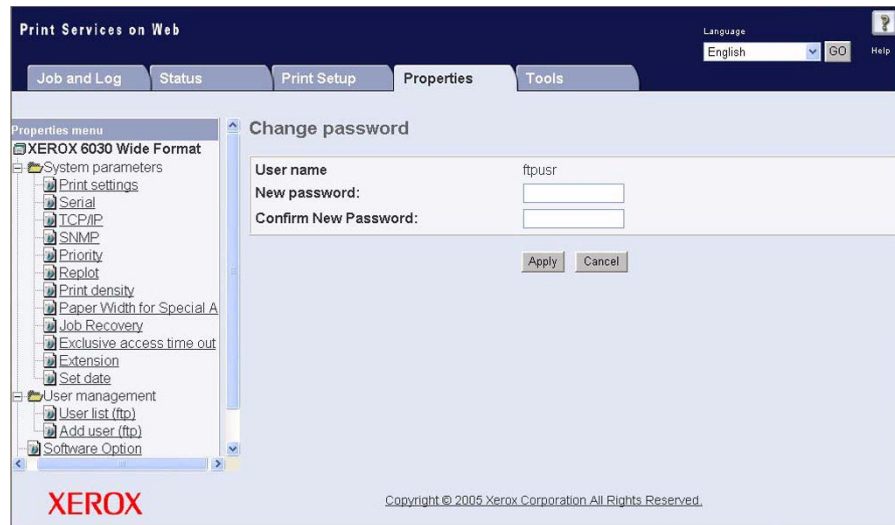 Print Services on Web
Language
English
GO
?
Help
Job and Log
Status
Print Setup
Properties
Tools
Properties menu
XEROX 6030 Wide Format
System parameters
Print settings
Serial
TCP/IP
SNMP
Priority
Replot
Print density
Paper Width for Special A
Job Recovery
Exclusive access time out
Extension
Set date
User management
User list (ftp)
Add user (ftp)
Software Option
Change password
User name ftpusr
New password:
Confirm New Password:
Apply Cancel
XEROX
Copyright © 2005 Xerox Corporation All Rights Reserved.